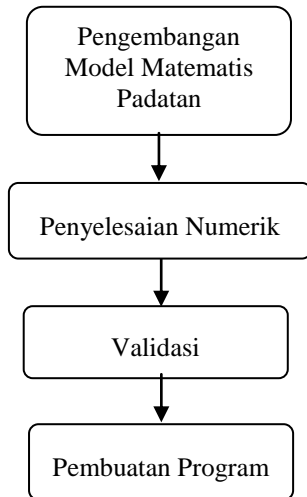 Pengembangan
Model Matematis
Padatan
Penyelesaian Numerik
Validasi
Pembuatan Program